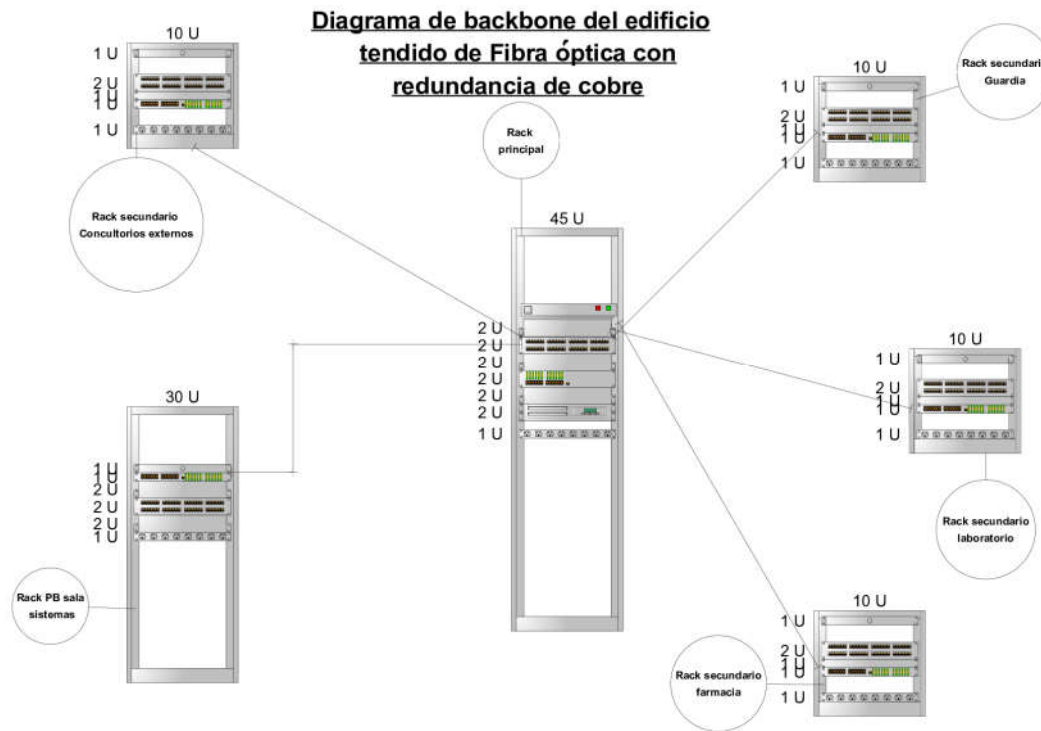 Diagrama de backbone del edificio
tendido de Fibra óptica con
redundancia de cobre
10 U
1 U
2 U
1 U
1 U
1 U
Rack secundario
Concultorios externos
Rack
principal
10 U
1 U
2 U
1 U
1 U
1 U
Rack secundari
Guardia
45 U
2 U
2 U
2 U
2 U
2 U
2 U
1 U
30 U
1 U
1 U
2 U
2 U
2 U
1 U
Rack PB sala
sistemas
10 U
1 U
2 U
1 U
1 U
1 U
Rack secundario
laboratorio
10 U
1 U
2 U
1 U
1 U
1 U
Rack secundario
farmacia